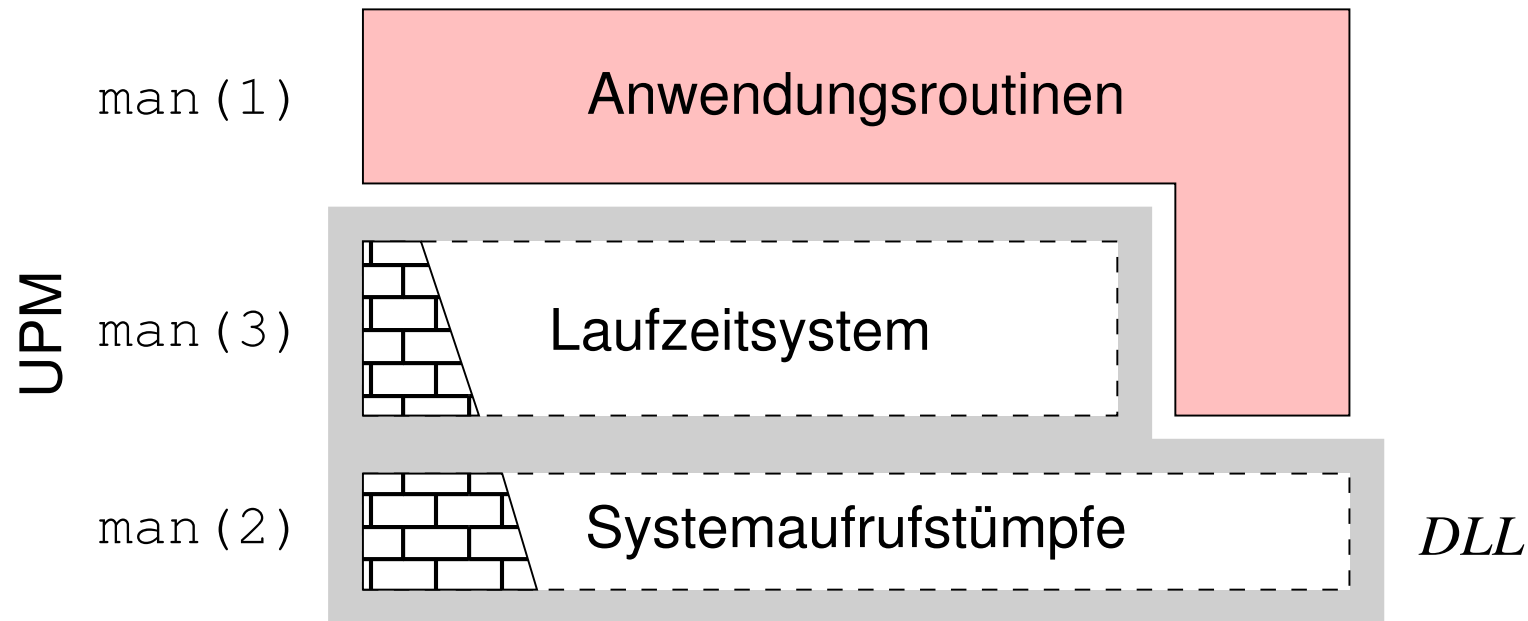 man(1)
Anwendungsroutinen
UPM
man(3)
Laufzeitsystem
man(2)
Systemaufrufstümpfe
DLL